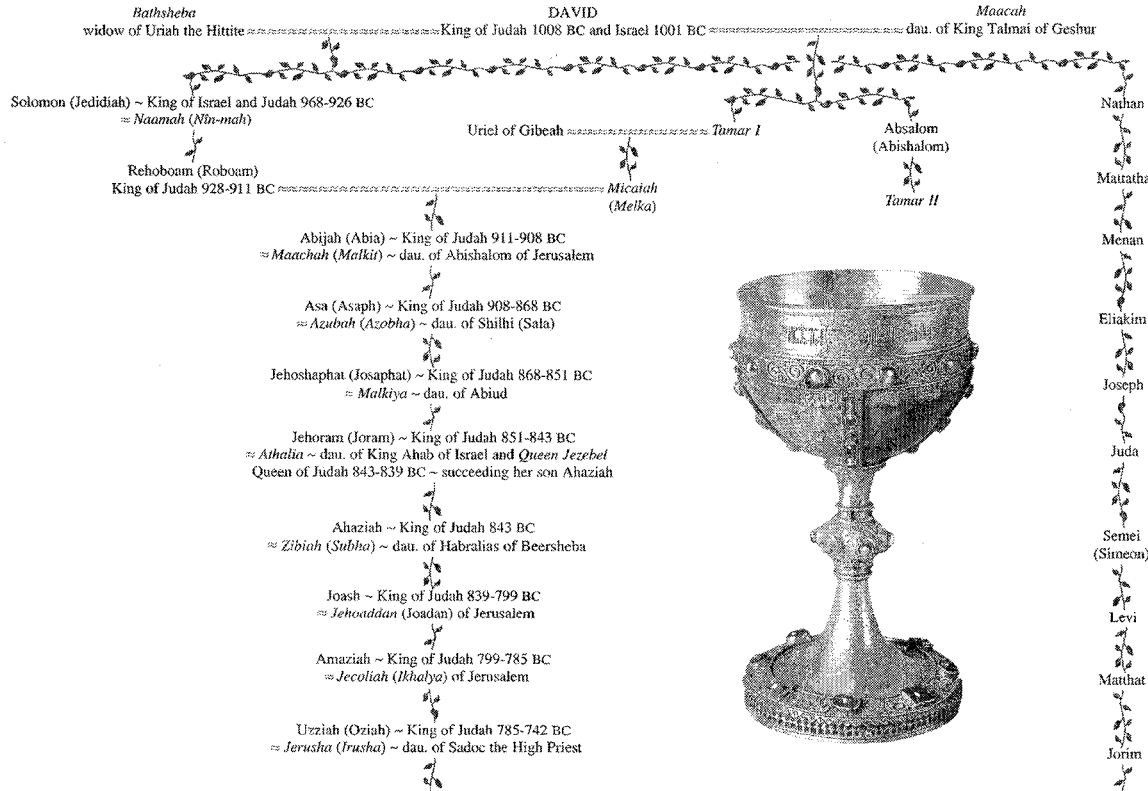 Bathsheba
widow of Uriah the Hittite
DAVID
King of Judah 1008 BC and Israel 1001 BC
Maacah
dau. of King Talmai of Geshur
Solomon (Jedidiah) ~ King of Israel and Judah 968-926 BC
≈ Naamah (Nîn-mah)
Rehoboam (Roboam)
King of Judah 928-911 BC
Uriel of Gibeah
Tamar I
Absalom
(Abishalom)
Micaiah
(Melka)
Tamar II
Abijah (Abia) ~ King of Judah 911-908 BC
≈ Maachah (Malkit) ~ dau. of Abishalom of Jerusalem
Asa (Asaph) ~ King of Judah 908-868 BC
≈ Azubah (Azobha) ~ dau. of Shilhi (Sala)
Jehoshaphat (Josaphat) ~ King of Judah 868-851 BC
≈ Malkiya ~ dau. of Abiud
Jehoram (Joram) ~ King of Judah 851-843 BC
≈ Athalia ~ dau. of King Ahab of Israel and Queen Jezebel
Queen of Judah 843-839 BC ~ succeeding her son Ahaziah
Ahaziah ~ King of Judah 843 BC
≈ Zibiah (Subha) ~ dau. of Habralias of Beersheba
Joash ~ King of Judah 839-799 BC
≈ Jehoaddan (Joadan) of Jerusalem
Amaziah ~ King of Judah 799-785 BC
≈ Jecoliah (Ikhalya) of Jerusalem
Uzziah (Oziah) ~ King of Judah 785-742 BC
≈ Jerusha (Irusha) ~ dau. of Sadoc the High Priest
Nathan
Mattatha
Menan
Eliakim
Joseph
Juda
Semei
(Simeon)
Levi
Matthat
Jorim